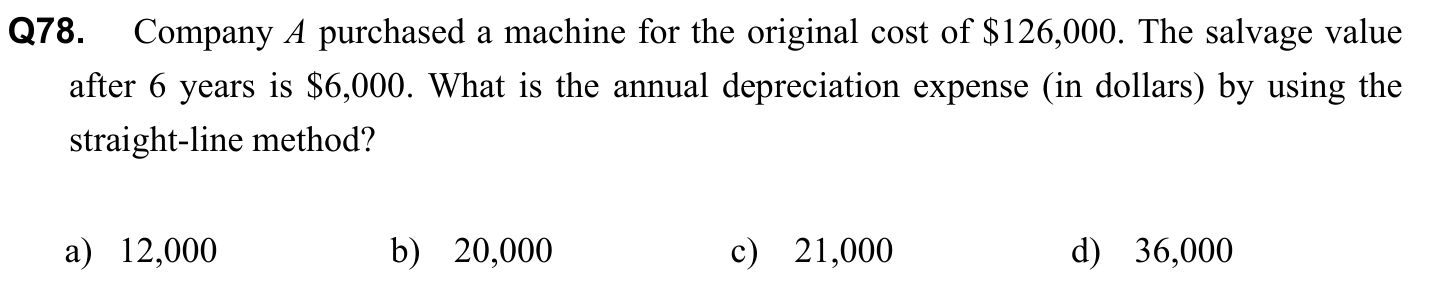 Q78. Company A purchased a machine for the original cost of $126,000. The salvage value
after 6 years is $6,000. What is the annual depreciation expense (in dollars) by using the
straight-line method?
a) 12,000 b) 20,000 c) 21,000 d) 36,000